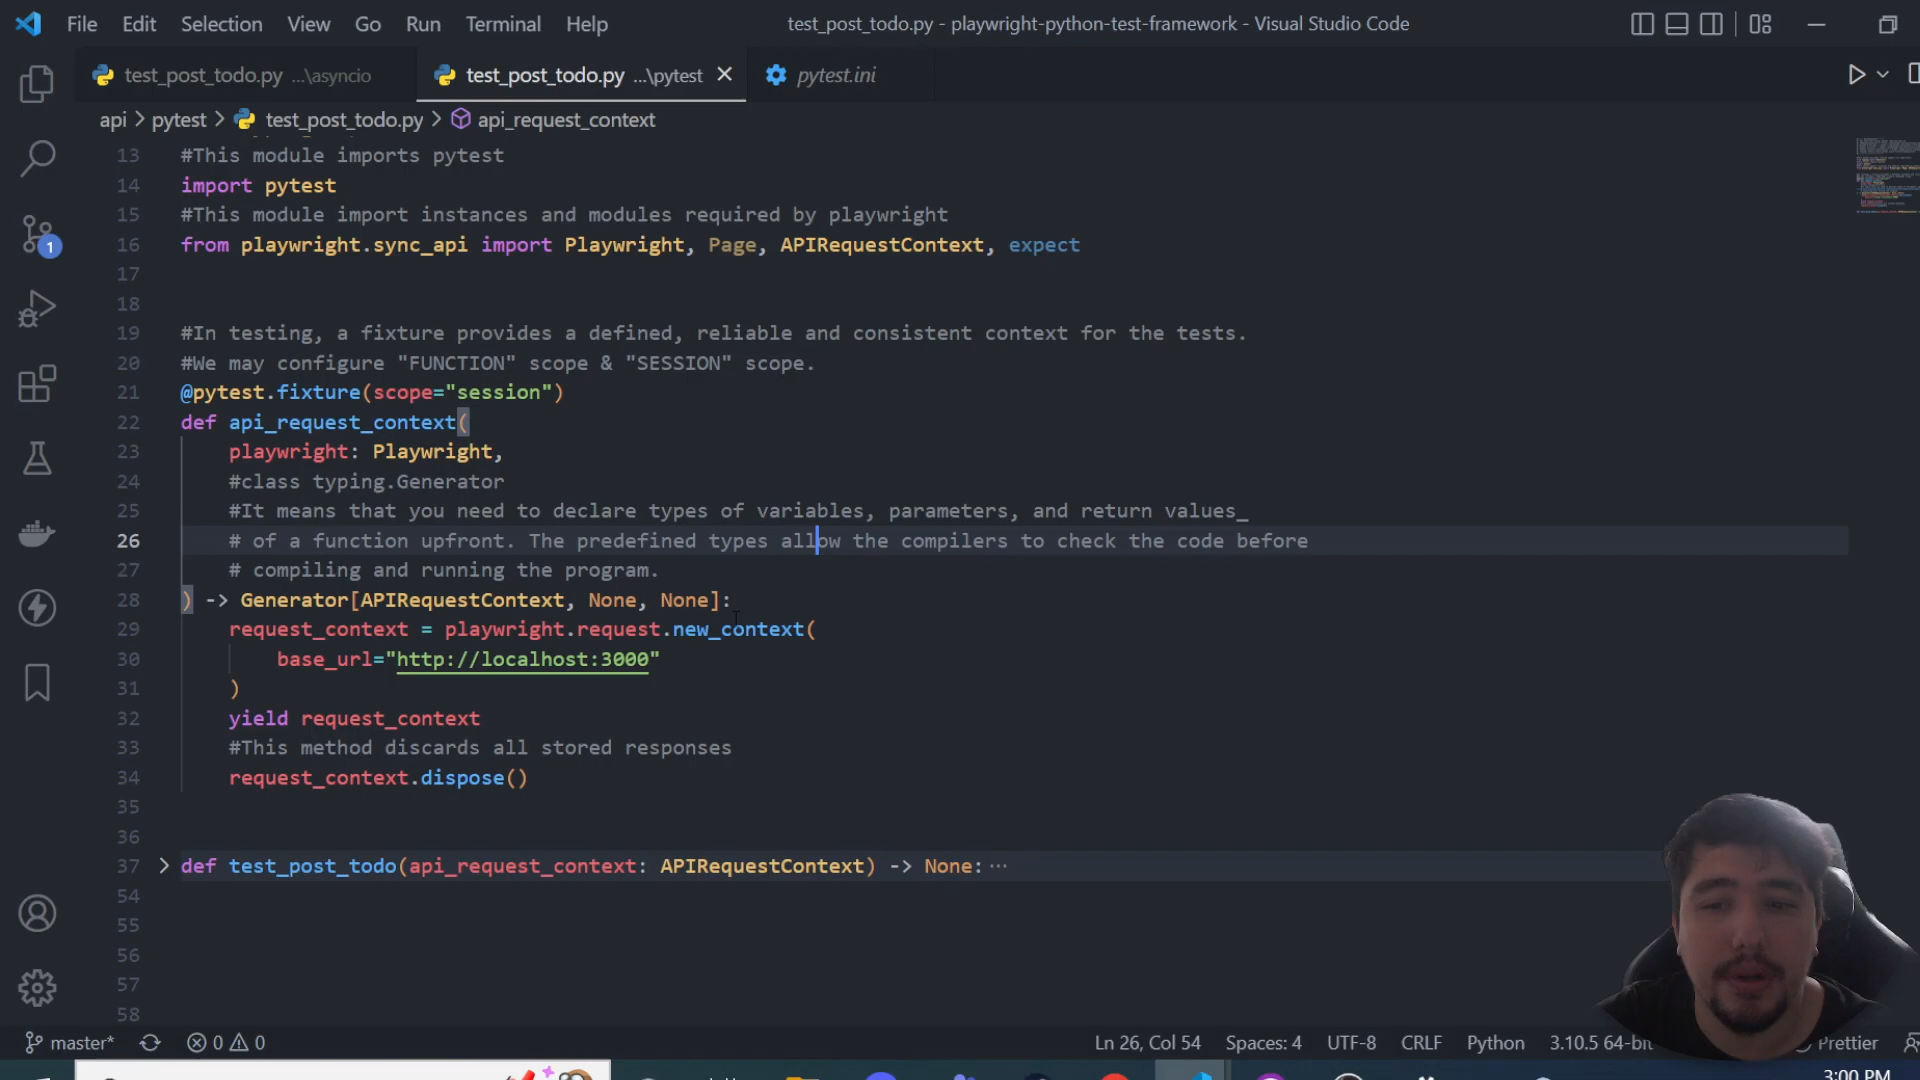 File Edit Selection View Go Run Terminal Help test_post_todo.py - playwright-python-test-framework - Visual Studio Code
test_post_todo.py ...\asyncio test_post_todo.py ...\pytest pytest.ini
api > pytest > test_post_todo.py > api_request_context
13 #This module imports pytest
14 import pytest
15 #This module import instances and modules required by playwright
16 from playwright.sync_api import Playwright, Page, APIRequestContext, expect
17
18
19 #In testing, a fixture provides a defined, reliable and consistent context for the tests.
20 #We may configure "FUNCTION" scope & "SESSION" scope.
21 @pytest.fixture(scope="session")
22 def api_request_context(
23 playwright: Playwright,
24 #class typing.Generator
25 #It means that you need to declare types of variables, parameters, and return values_
26 # of a function upfront. The predefined types allow the compilers to check the code before
27 # compiling and running the program.
28 ) -> Generator[APIRequestContext, None, None]:
29 request_context = playwright.request.new_context(
30 base_url="http://localhost:3000"
31 )
32 yield request_context
33 #This method discards all stored responses
34 request_context.dispose()
35
36
37 def test_post_todo(api_request_context: APIRequestContext) -> None: ···
54
55
56
57
58
1
master* 0 0 Ln 26, Col 54 Spaces: 4 UTF-8 CRLF Python 3.10.5 64-bit Prettier
3:00 PM